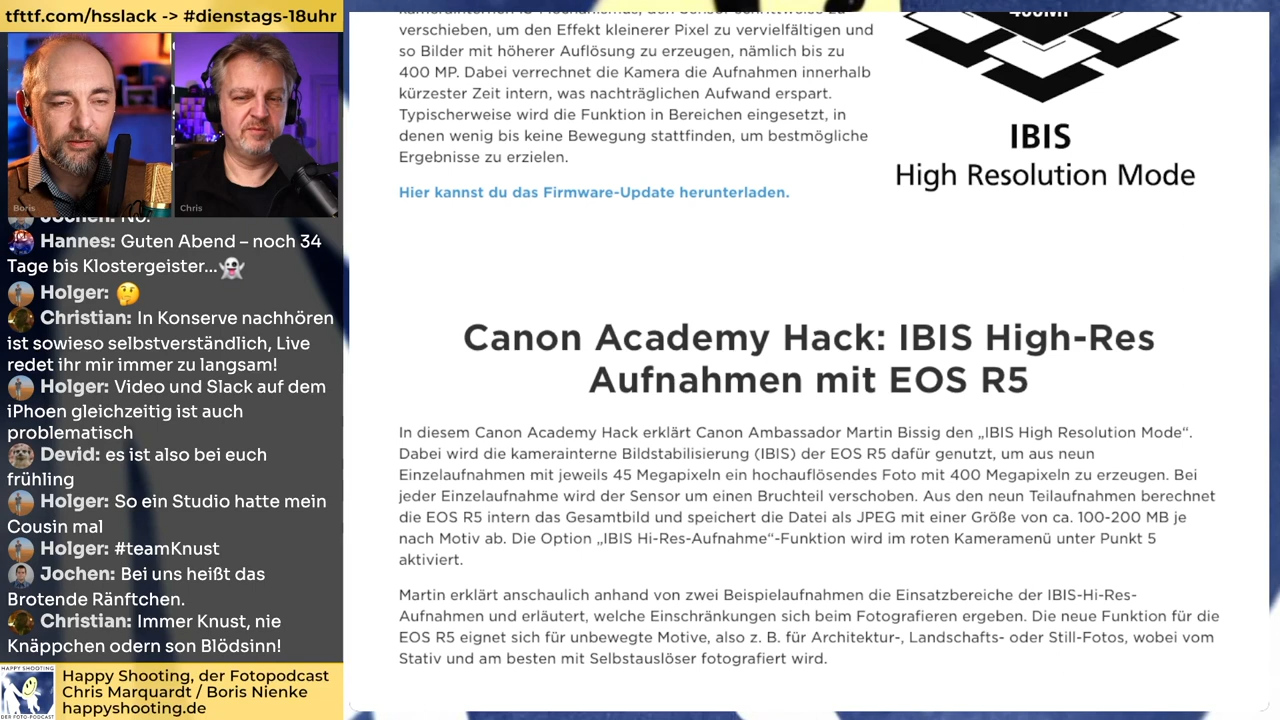 tfttf.com/hsslack -> #dienstags-18uhr
Boris
Chris
Jochen: No.
Hannes: Guten Abend – noch 34
Tage bis Klostergeister...👻
Holger: 🤔
Christian: In Konserve nachhören
ist sowieso selbstverständlich, Live
redet ihr mir immer zu langsam!
Holger: Video und Slack auf dem
iPhoen gleichzeitig ist auch
problematisch
Devid: es ist also bei euch
frühling
Holger: So ein Studio hatte mein
Cousin mal
Holger: #teamKnust
Jochen: Bei uns heißt das
Brotende Ränftchen.
Christian: Immer Knust, nie
Knäppchen odern son Blödsinn!
HAPPY SHOOTING
DER FOTO-PODCAST
Happy Shooting, der Fotopodcast
Chris Marquardt / Boris Nienke
happyshooting.de
verschieben, um den Effekt kleinerer Pixel zu vervielfältigen und
so Bilder mit höherer Auflösung zu erzeugen, nämlich bis zu
400 MP. Dabei verrechnet die Kamera die Aufnahmen innerhalb
kürzester Zeit intern, was nachträglichen Aufwand erspart.
Typischerweise wird die Funktion in Bereichen eingesetzt, in
denen wenig bis keine Bewegung stattfinden, um bestmögliche
Ergebnisse zu erzielen.
Hier kannst du das Firmware-Update herunterladen.
400MP
IBIS
High Resolution Mode
Canon Academy Hack: IBIS High-Res
Aufnahmen mit EOS R5
In diesem Canon Academy Hack erklärt Canon Ambassador Martin Bissig den „IBIS High Resolution Mode“.
Dabei wird die kamerainterne Bildstabilisierung (IBIS) der EOS R5 dafür genutzt, um aus neun
Einzelaufnahmen mit jeweils 45 Megapixeln ein hochauflösendes Foto mit 400 Megapixeln zu erzeugen. Bei
jeder Einzelaufnahme wird der Sensor um einen Bruchteil verschoben. Aus den neun Teilaufnahmen berechnet
die EOS R5 intern das Gesamtbild und speichert die Datei als JPEG mit einer Größe von ca. 100-200 MB je
nach Motiv ab. Die Option „IBIS Hi-Res-Aufnahme“-Funktion wird im roten Kameramenü unter Punkt 5
aktiviert.
Martin erklärt anschaulich anhand von zwei Beispielaufnahmen die Einsatzbereiche der IBIS-Hi-Res-
Aufnahmen und erläutert, welche Einschränkungen sich beim Fotografieren ergeben. Die neue Funktion für die
EOS R5 eignet sich für unbewegte Motive, also z. B. für Architektur-, Landschafts- oder Still-Fotos, wobei vom
Stativ und am besten mit Selbstauslöser fotografiert wird.